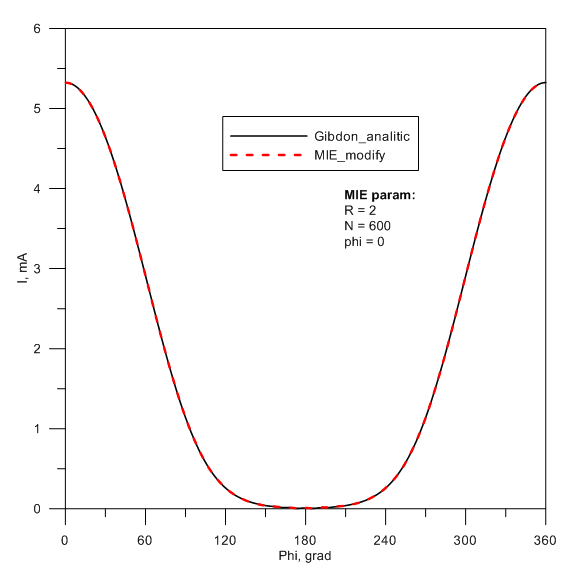 6
5
4
3
2
1
0
I, mA
Gibdon_analitic
MIE_modify
MIE param:
R = 2
N = 600
phi = 0
0 60 120 180 240 300 360
Phi, grad